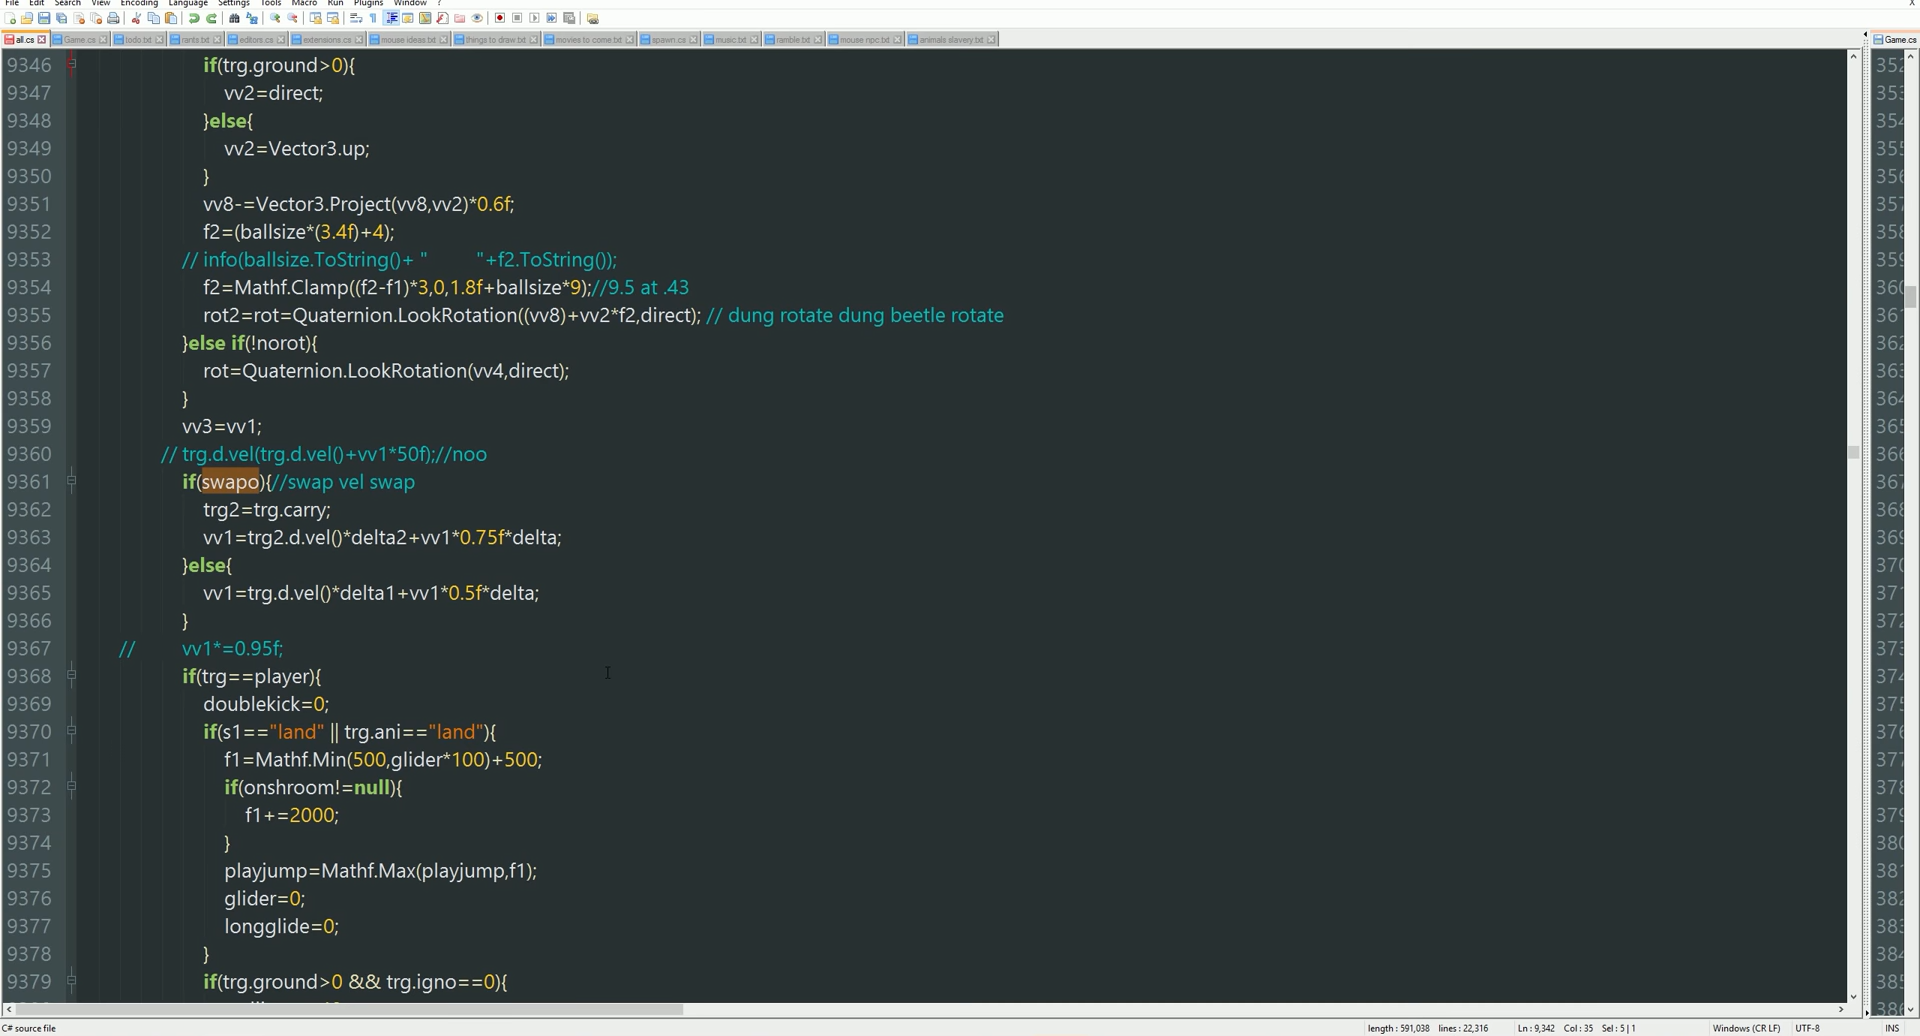 File Edit Search View Encoding Language Settings Tools Macro Run Plugins Window ? X
all.cs Game.cs todo.txt rants.txt editors.cs extensions.cs mouse ideas.txt things to draw.txt movies to come.txt spawn.cs music.txt ramble.txt mouse npc.txt animals slavery.txt Game.cs
9346 if(trg.ground>0){
9347 vv2=direct;
9348 }else{
9349 vv2=Vector3.up;
9350 }
9351 vv8-=Vector3.Project(vv8,vv2)*0.6f;
9352 f2=(ballsize*(3.4f)+4);
9353 // info(ballsize.ToString()+ "        "+f2.ToString());
9354 f2=Mathf.Clamp((f2-f1)*3,0,1.8f+ballsize*9);//9.5 at .43
9355 rot2=rot=Quaternion.LookRotation((vv8)+vv2*f2,direct); // dung rotate dung beetle rotate
9356 }else if(!norot){
9357 rot=Quaternion.LookRotation(vv4,direct);
9358 }
9359 vv3=vv1;
9360 // trg.d.vel(trg.d.vel()+vv1*50f);//noo
9361 if(swapo){//swap vel swap
9362 trg2=trg.carry;
9363 vv1=trg2.d.vel()*delta2+vv1*0.75f*delta;
9364 }else{
9365 vv1=trg.d.vel()*delta1+vv1*0.5f*delta;
9366 }
9367 // vv1*=0.95f;
9368 if(trg==player){
9369 doublekick=0;
9370 if(s1=="land" || trg.ani=="land"){
9371 f1=Mathf.Min(500,glider*100)+500;
9372 if(onshroom!=null){
9373 f1+=2000;
9374 }
9375 playjump=Mathf.Max(playjump,f1);
9376 glider=0;
9377 longglide=0;
9378 }
9379 if(trg.ground>0 && trg.igno==0){
C# source file length : 591,038 lines : 22,316 Ln : 9,342 Col : 35 Sel : 5 | 1 Windows (CR LF) UTF-8 INS